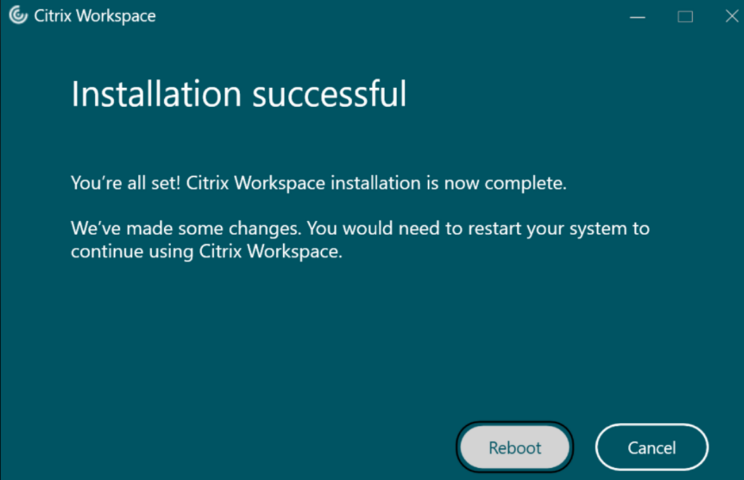 Citrix Workspace
Installation successful
You’re all set! Citrix Workspace installation is now complete.
We’ve made some changes. You would need to restart your system to
continue using Citrix Workspace.
Reboot
Cancel